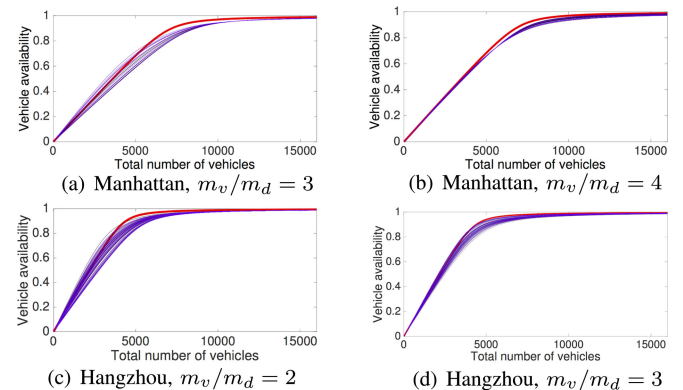 1
0.8
0.6
0.4
0.2
0
Vehicle availability
0 5000 10000 15000
Total number of vehicles
(a) Manhattan, m_v/m_d = 3
1
0.8
0.6
0.4
0.2
0
Vehicle availability
0 5000 10000 15000
Total number of vehicles
(b) Manhattan, m_v/m_d = 4
1
0.8
0.6
0.4
0.2
0
Vehicle availability
0 5000 10000 15000
Total number of vehicles
(c) Hangzhou, m_v/m_d = 2
1
0.8
0.6
0.4
0.2
0
Vehicle availability
0 5000 10000 15000
Total number of vehicles
(d) Hangzhou, m_v/m_d = 3